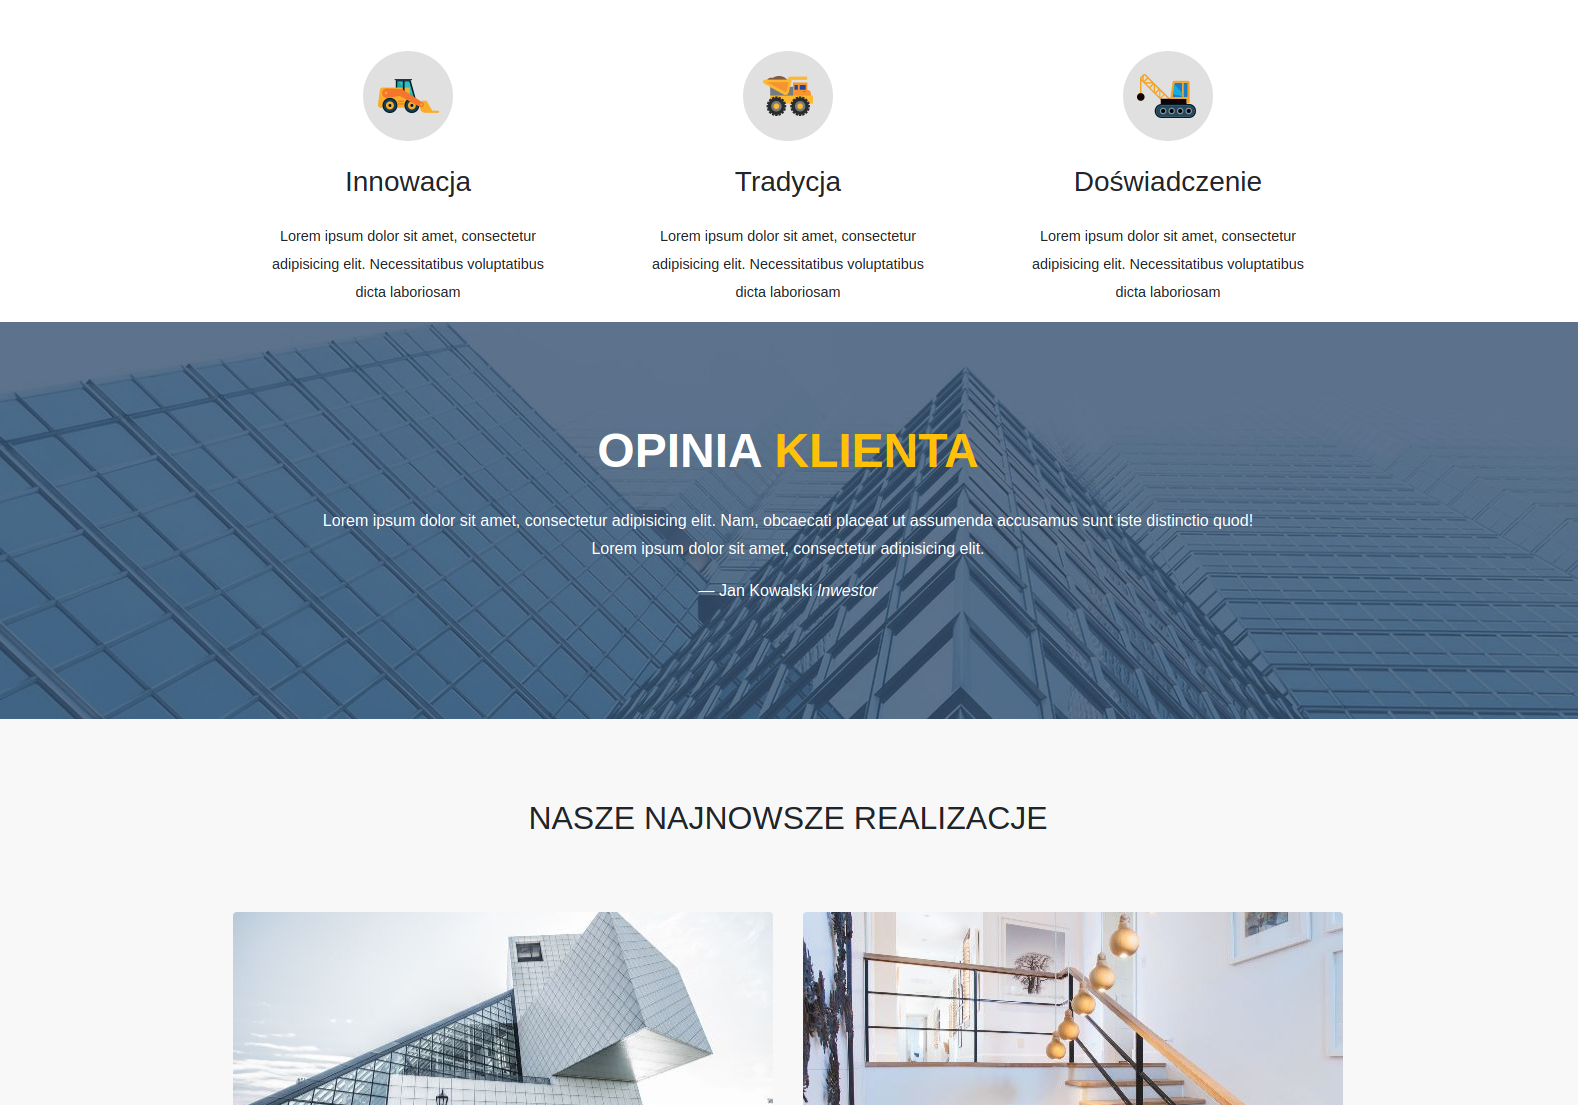 Innowacja
Lorem ipsum dolor sit amet, consectetur
adipisicing elit. Necessitatibus voluptatibus
dicta laboriosam
Tradycja
Lorem ipsum dolor sit amet, consectetur
adipisicing elit. Necessitatibus voluptatibus
dicta laboriosam
Doświadczenie
Lorem ipsum dolor sit amet, consectetur
adipisicing elit. Necessitatibus voluptatibus
dicta laboriosam
OPINIA KLIENTA
Lorem ipsum dolor sit amet, consectetur adipisicing elit. Nam, obcaecati placeat ut assumenda accusamus sunt iste distinctio quod!
Lorem ipsum dolor sit amet, consectetur adipisicing elit.
— Jan Kowalski Inwestor
NASZE NAJNOWSZE REALIZACJE